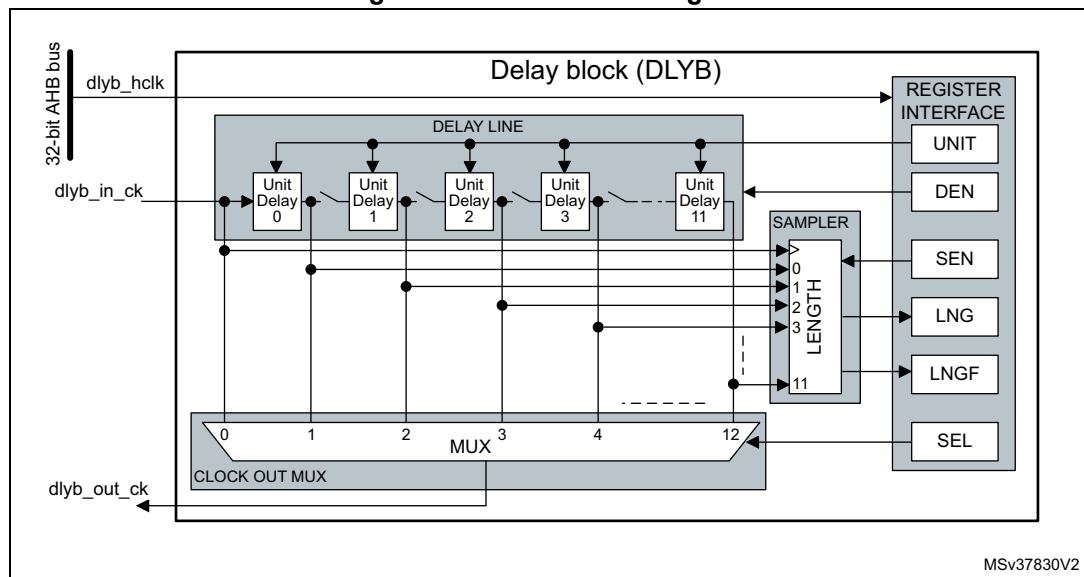 32-bit AHB bus
dlyb_hclk
Delay block (DLYB)
REGISTER
INTERFACE
DELAY LINE
UNIT
dlyb_in_ck
Unit
Delay
0
Unit
Delay
1
Unit
Delay
2
Unit
Delay
3
Unit
Delay
11
DEN
SAMPLER
SEN
0
1
2
3
11
LENGTH
LNG
LNGF
0 1 2 3 4 12
MUX
SEL
CLOCK OUT MUX
dlyb_out_ck
MSv37830V2